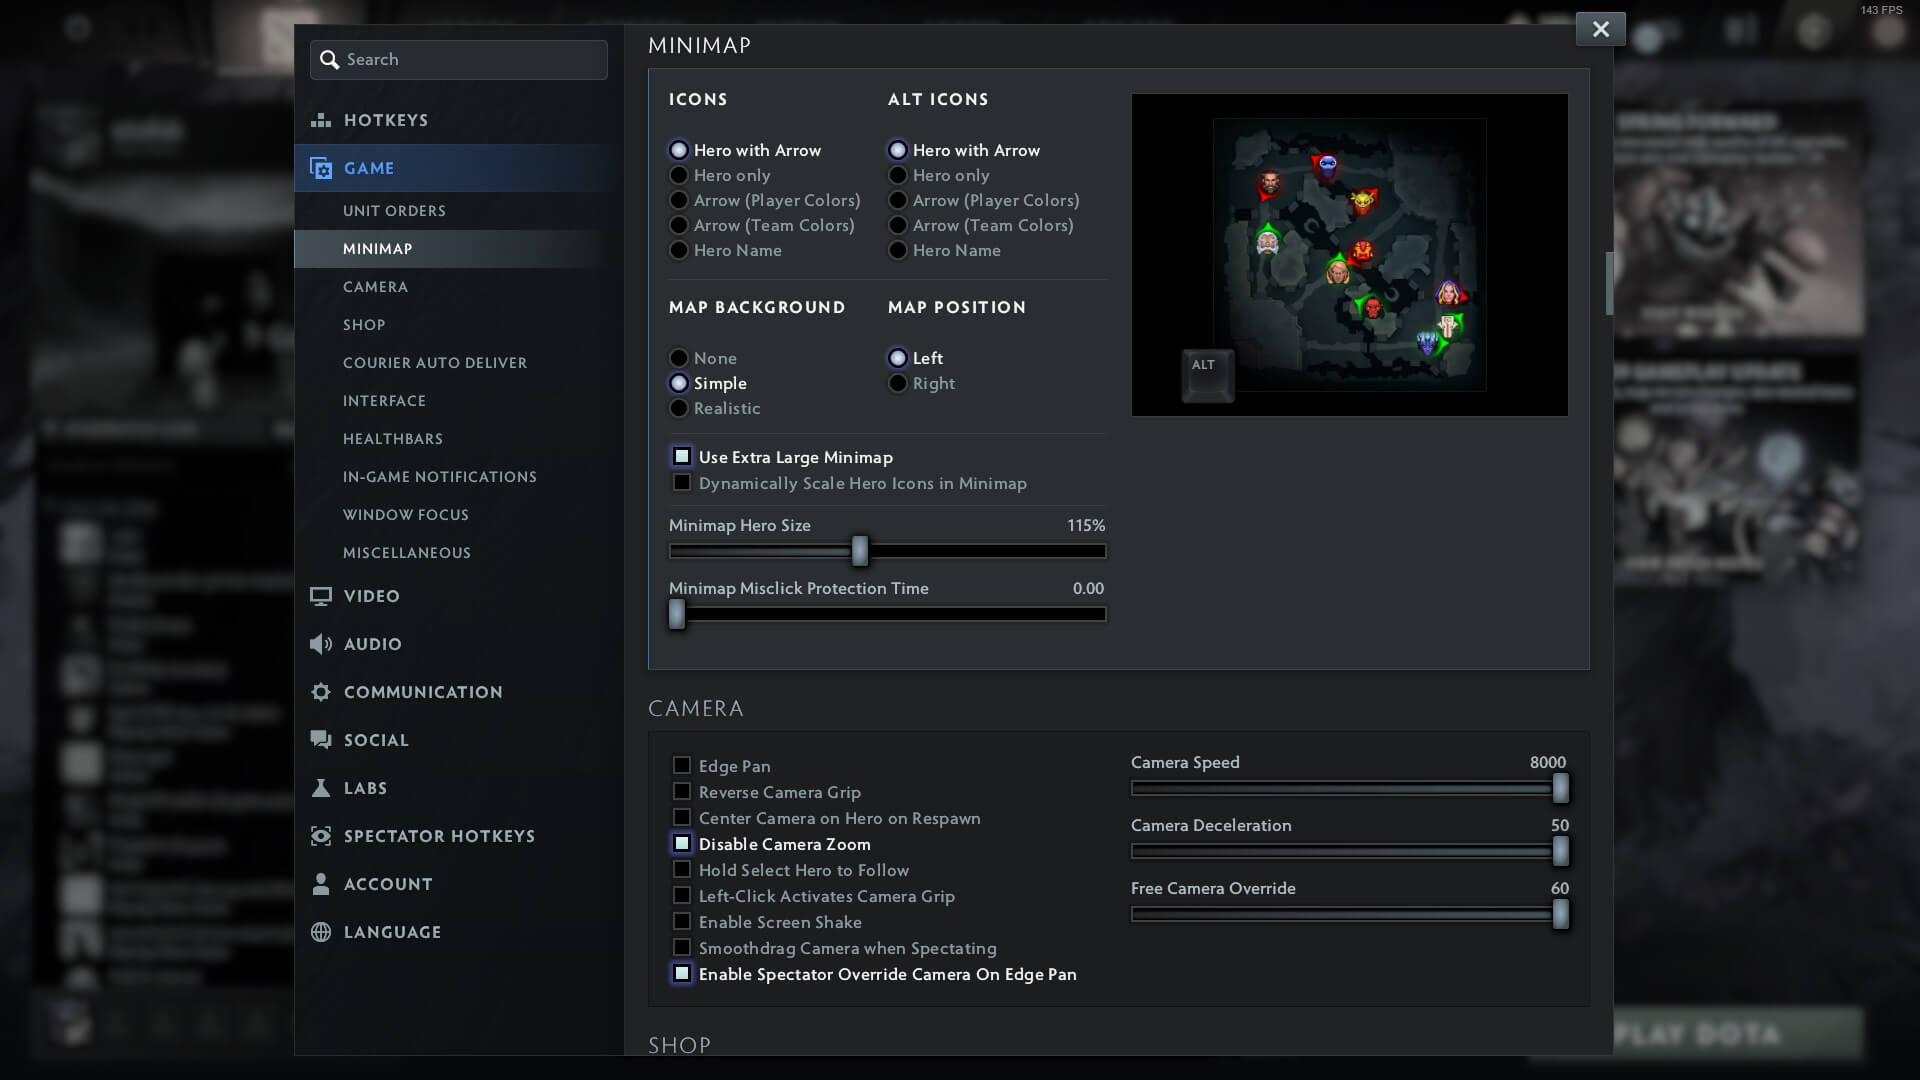 143 FPS
Search
HOTKEYS
GAME
UNIT ORDERS
MINIMAP
CAMERA
SHOP
COURIER AUTO DELIVER
INTERFACE
HEALTHBARS
IN-GAME NOTIFICATIONS
WINDOW FOCUS
MISCELLANEOUS
VIDEO
AUDIO
COMMUNICATION
SOCIAL
LABS
SPECTATOR HOTKEYS
ACCOUNT
LANGUAGE
MINIMAP
ICONS
Hero with Arrow
Hero only
Arrow (Player Colors)
Arrow (Team Colors)
Hero Name
ALT ICONS
Hero with Arrow
Hero only
Arrow (Player Colors)
Arrow (Team Colors)
Hero Name
MAP BACKGROUND
None
Simple
Realistic
MAP POSITION
Left
Right
Use Extra Large Minimap
Dynamically Scale Hero Icons in Minimap
Minimap Hero Size 115%
Minimap Misclick Protection Time 0.00
ALT
CAMERA
Edge Pan
Reverse Camera Grip
Center Camera on Hero on Respawn
Disable Camera Zoom
Hold Select Hero to Follow
Left-Click Activates Camera Grip
Enable Screen Shake
Smoothdrag Camera when Spectating
Enable Spectator Override Camera On Edge Pan
Camera Speed 8000
Camera Deceleration 50
Free Camera Override 60
SHOP
PLAY DOTA